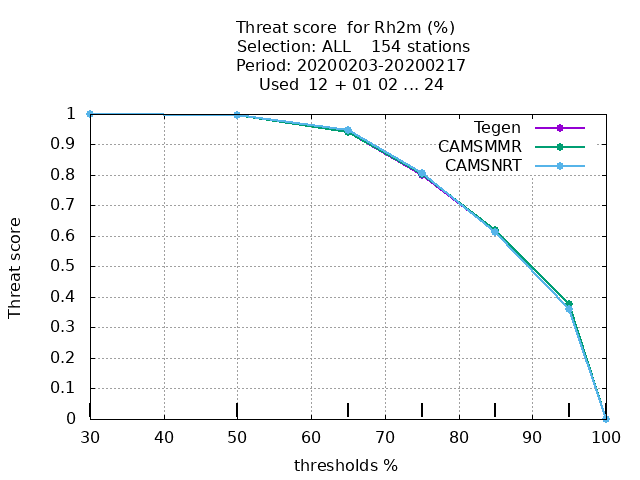 Threat score  for Rh2m (%)
Selection: ALL    154 stations
Period: 20200203-20200217
Used  12 + 01 02 ... 24
Threat score
1
0.9
0.8
0.7
0.6
0.5
0.4
0.3
0.2
0.1
0
Tegen
CAMSMMR
CAMSNRT
30 40 50 60 70 80 90 100
thresholds %